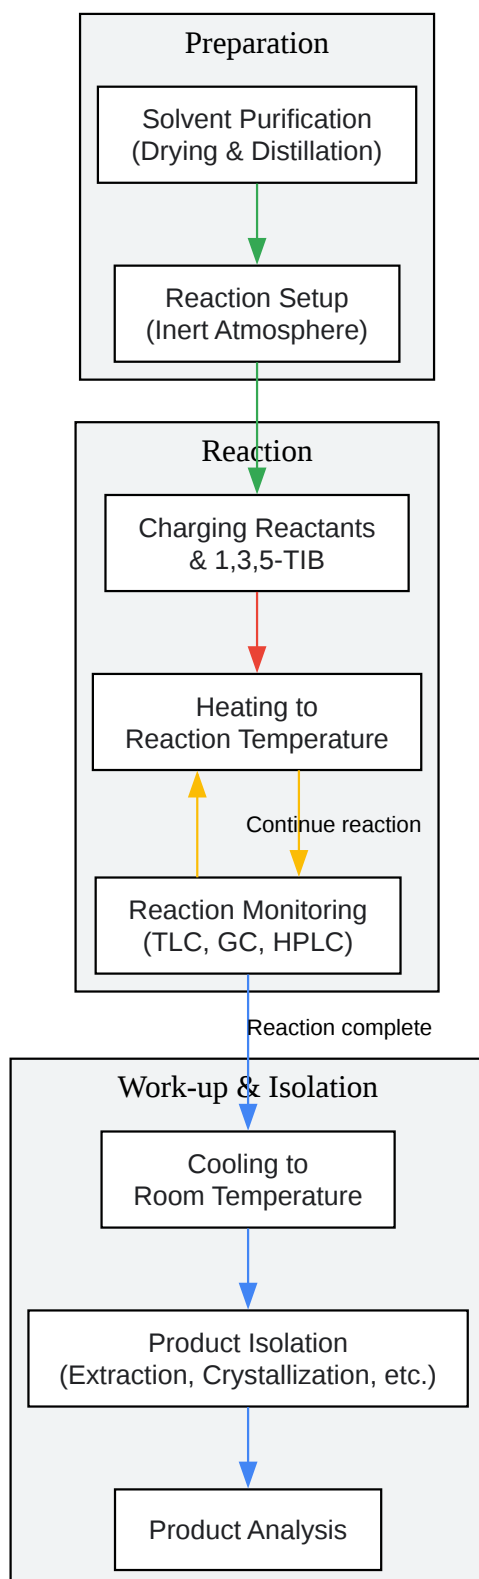 Preparation
Solvent Purification
(Drying & Distillation)
Reaction Setup
(Inert Atmosphere)
Reaction
Charging Reactants
& 1,3,5-TIB
Heating to
Reaction Temperature
Continue reaction
Reaction Monitoring
(TLC, GC, HPLC)
Reaction complete
Work-up & Isolation
Cooling to
Room Temperature
Product Isolation
(Extraction, Crystallization, etc.)
Product Analysis